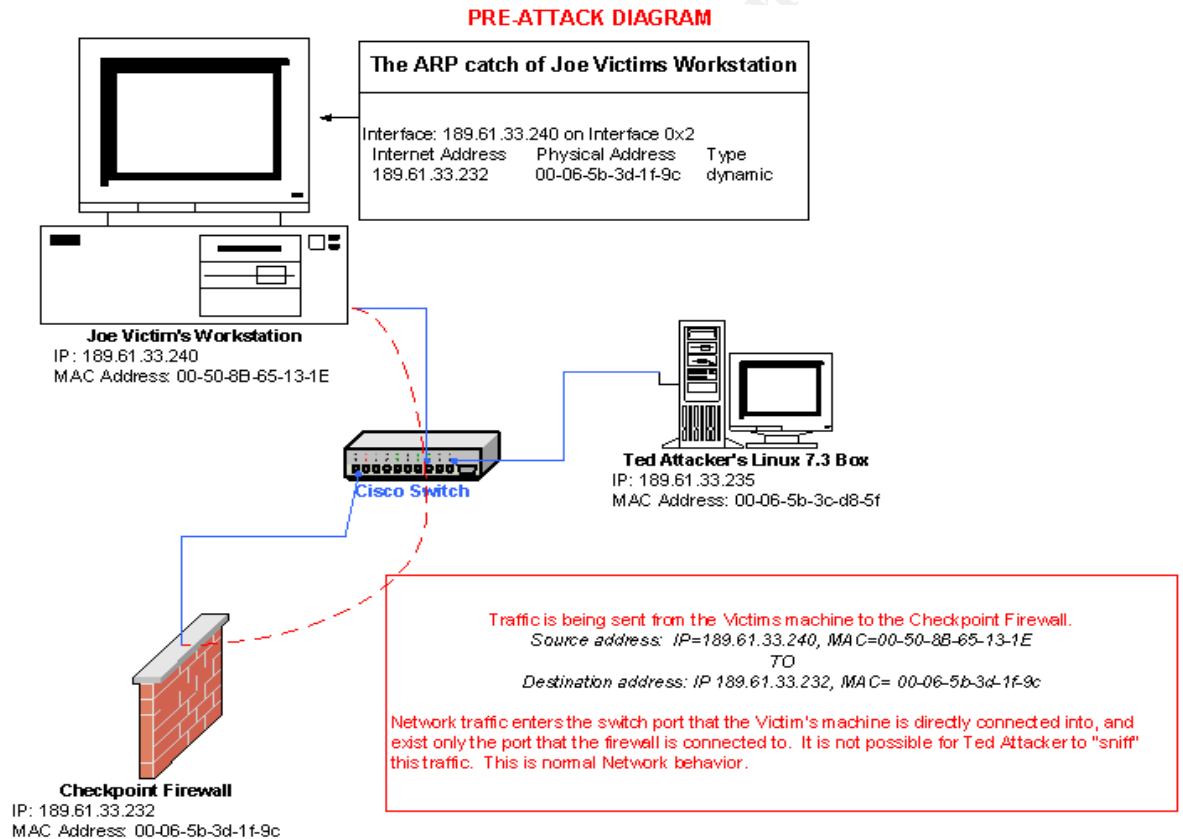 PRE-ATTACK DIAGRAM
The ARP catch of Joe Victims Workstation
Interface: 189.61.33.240 on Interface 0x2
Internet Address Physical Address Type
189.61.33.232 00-06-5b-3d-1f-9c dynamic
Joe Victim's Workstation
IP: 189.61.33.240
MAC Address: 00-50-8B-65-13-1E
Cisco Switch
Ted Attacker's Linux 7.3 Box
IP: 189.61.33.235
MAC Address: 00-06-5b-3c-d8-5f
Traffic is being sent from the Victims machine to the Checkpoint Firewall.
Source address: IP=189.61.33.240, MAC=00-50-8B-65-13-1E
TO
Destination address: IP 189.61.33.232, MAC= 00-06-5b-3d-1f-9c
Network traffic enters the switch port that the Victim's machine is directly connected into, and
exist only the port that the firewall is connected to. It is not possible for Ted Attacker to "sniff"
this traffic. This is normal Network behavior.
Checkpoint Firewall
IP: 189.61.33.232
MAC Address: 00-06-5b-3d-1f-9c